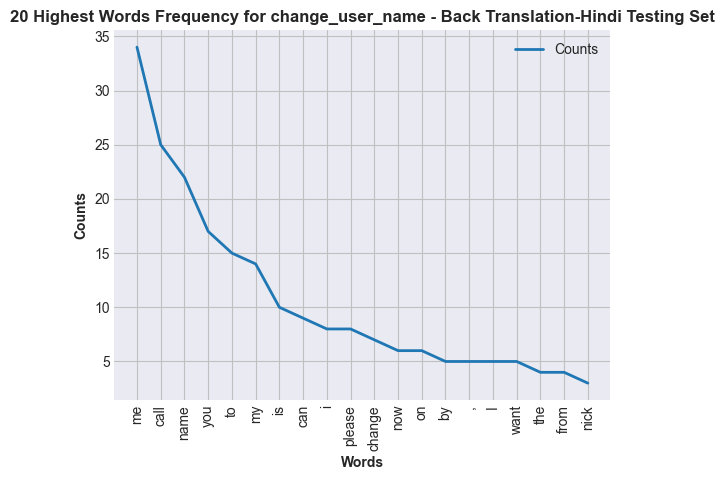 20 Highest Words Frequency for change_user_name - Back Translation-Hindi Testing Set
Counts
Counts
35
30
25
20
15
10
5
me
call
name
you
to
my
is
can
i
please
change
now
on
by
,
I
want
the
from
nick
Words